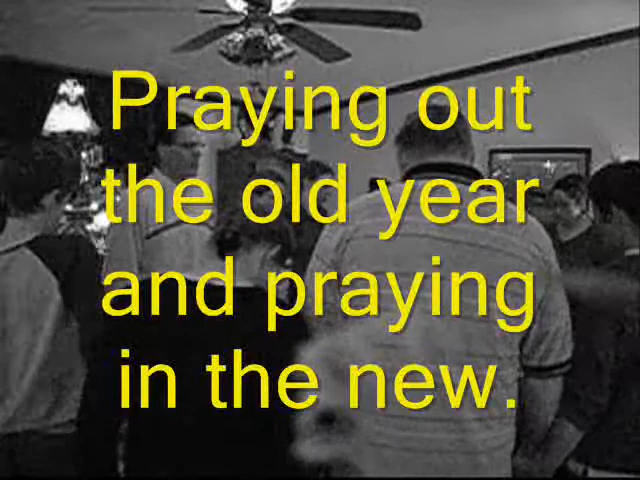 Praying out
the old year
and praying
in the new.